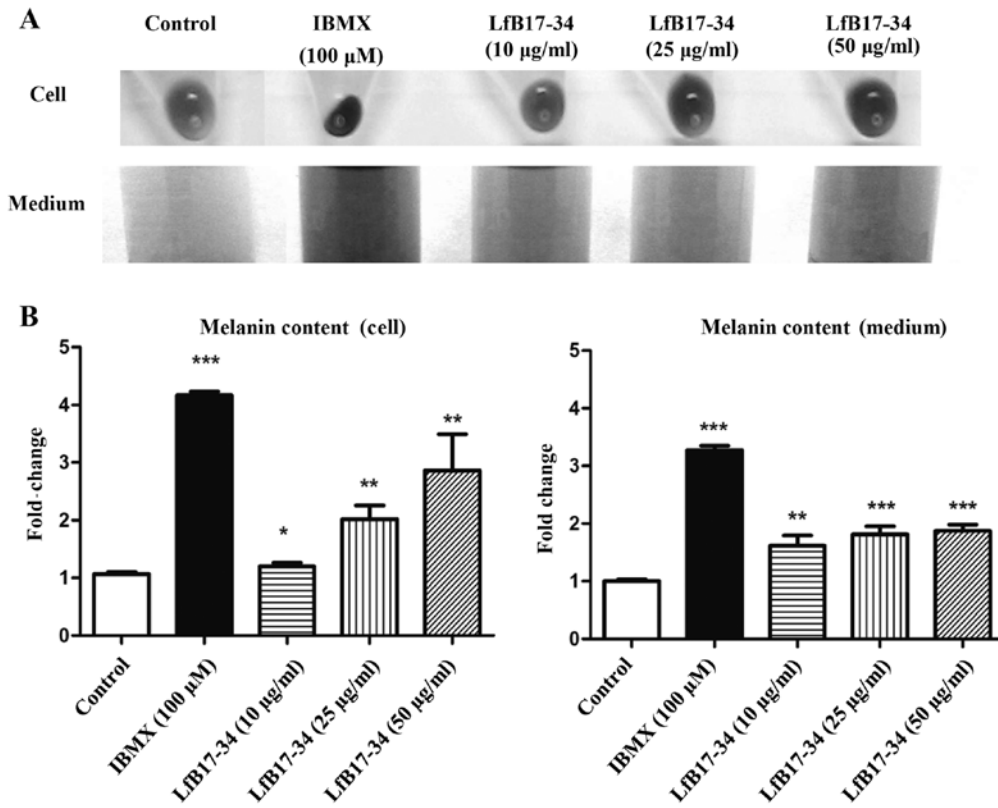 A
Control
IBMX
(100 µM)
LfB17-34
(10 µg/ml)
LfB17-34
(25 µg/ml)
LfB17-34
(50 µg/ml)
Cell
Medium
B
Melanin content (cell)
Fold-change
5
4
3
2
1
0
***
*
**
**
Control
IBMX (100 µM)
LfB17-34 (10 µg/ml)
LfB17-34 (25 µg/ml)
LfB17-34 (50 µg/ml)
Melanin content (medium)
Fold change
5
4
3
2
1
0
***
**
***
***
Control
IBMX (100 µM)
LfB17-34 (10 µg/ml)
LfB17-34 (25 µg/ml)
LfB17-34 (50 µg/ml)